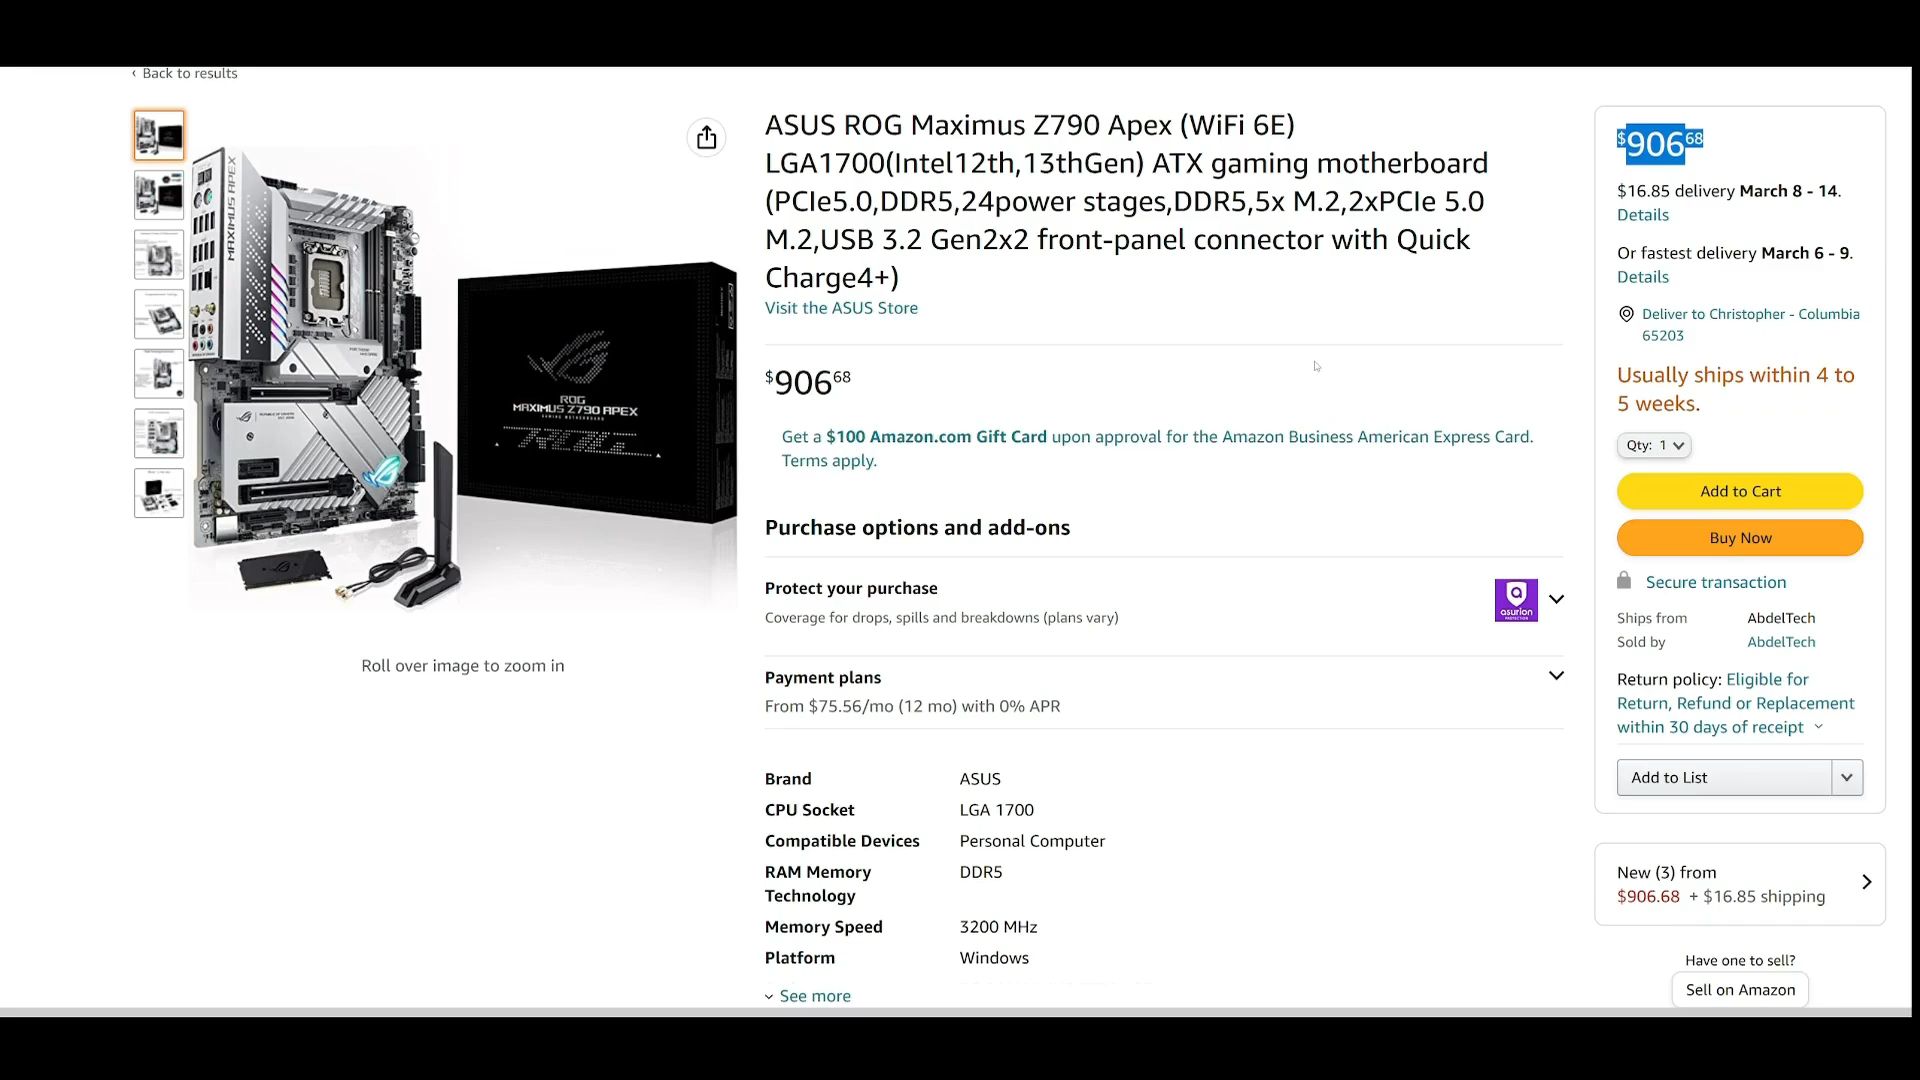 ‹ Back to results
ASUS ROG Maximus Z790 Apex (WiFi 6E)
LGA1700(Intel12th,13thGen) ATX gaming motherboard
(PCIe5.0,DDR5,24power stages,DDR5,5x M.2,2xPCIe 5.0
M.2,USB 3.2 Gen2x2 front-panel connector with Quick
Charge4+)
Visit the ASUS Store
$906 68
Get a $100 Amazon.com Gift Card upon approval for the Amazon Business American Express Card.
Terms apply.
Purchase options and add-ons
Protect your purchase
Coverage for drops, spills and breakdowns (plans vary)
asurion
Payment plans
From $75.56/mo (12 mo) with 0% APR
Brand ASUS
CPU Socket LGA 1700
Compatible Devices Personal Computer
RAM Memory DDR5
Technology
Memory Speed 3200 MHz
Platform Windows
See more
MAXIMUS APEX
ROG
MAXIMUS Z790 APEX
Roll over image to zoom in
$906 68
$16.85 delivery March 8 - 14.
Details
Or fastest delivery March 6 - 9.
Details
Deliver to Christopher - Columbia
65203
Usually ships within 4 to
5 weeks.
Qty: 1
Add to Cart
Buy Now
Secure transaction
Ships from AbdelTech
Sold by AbdelTech
Return policy: Eligible for
Return, Refund or Replacement
within 30 days of receipt
Add to List
New (3) from
$906.68 + $16.85 shipping
Have one to sell?
Sell on Amazon